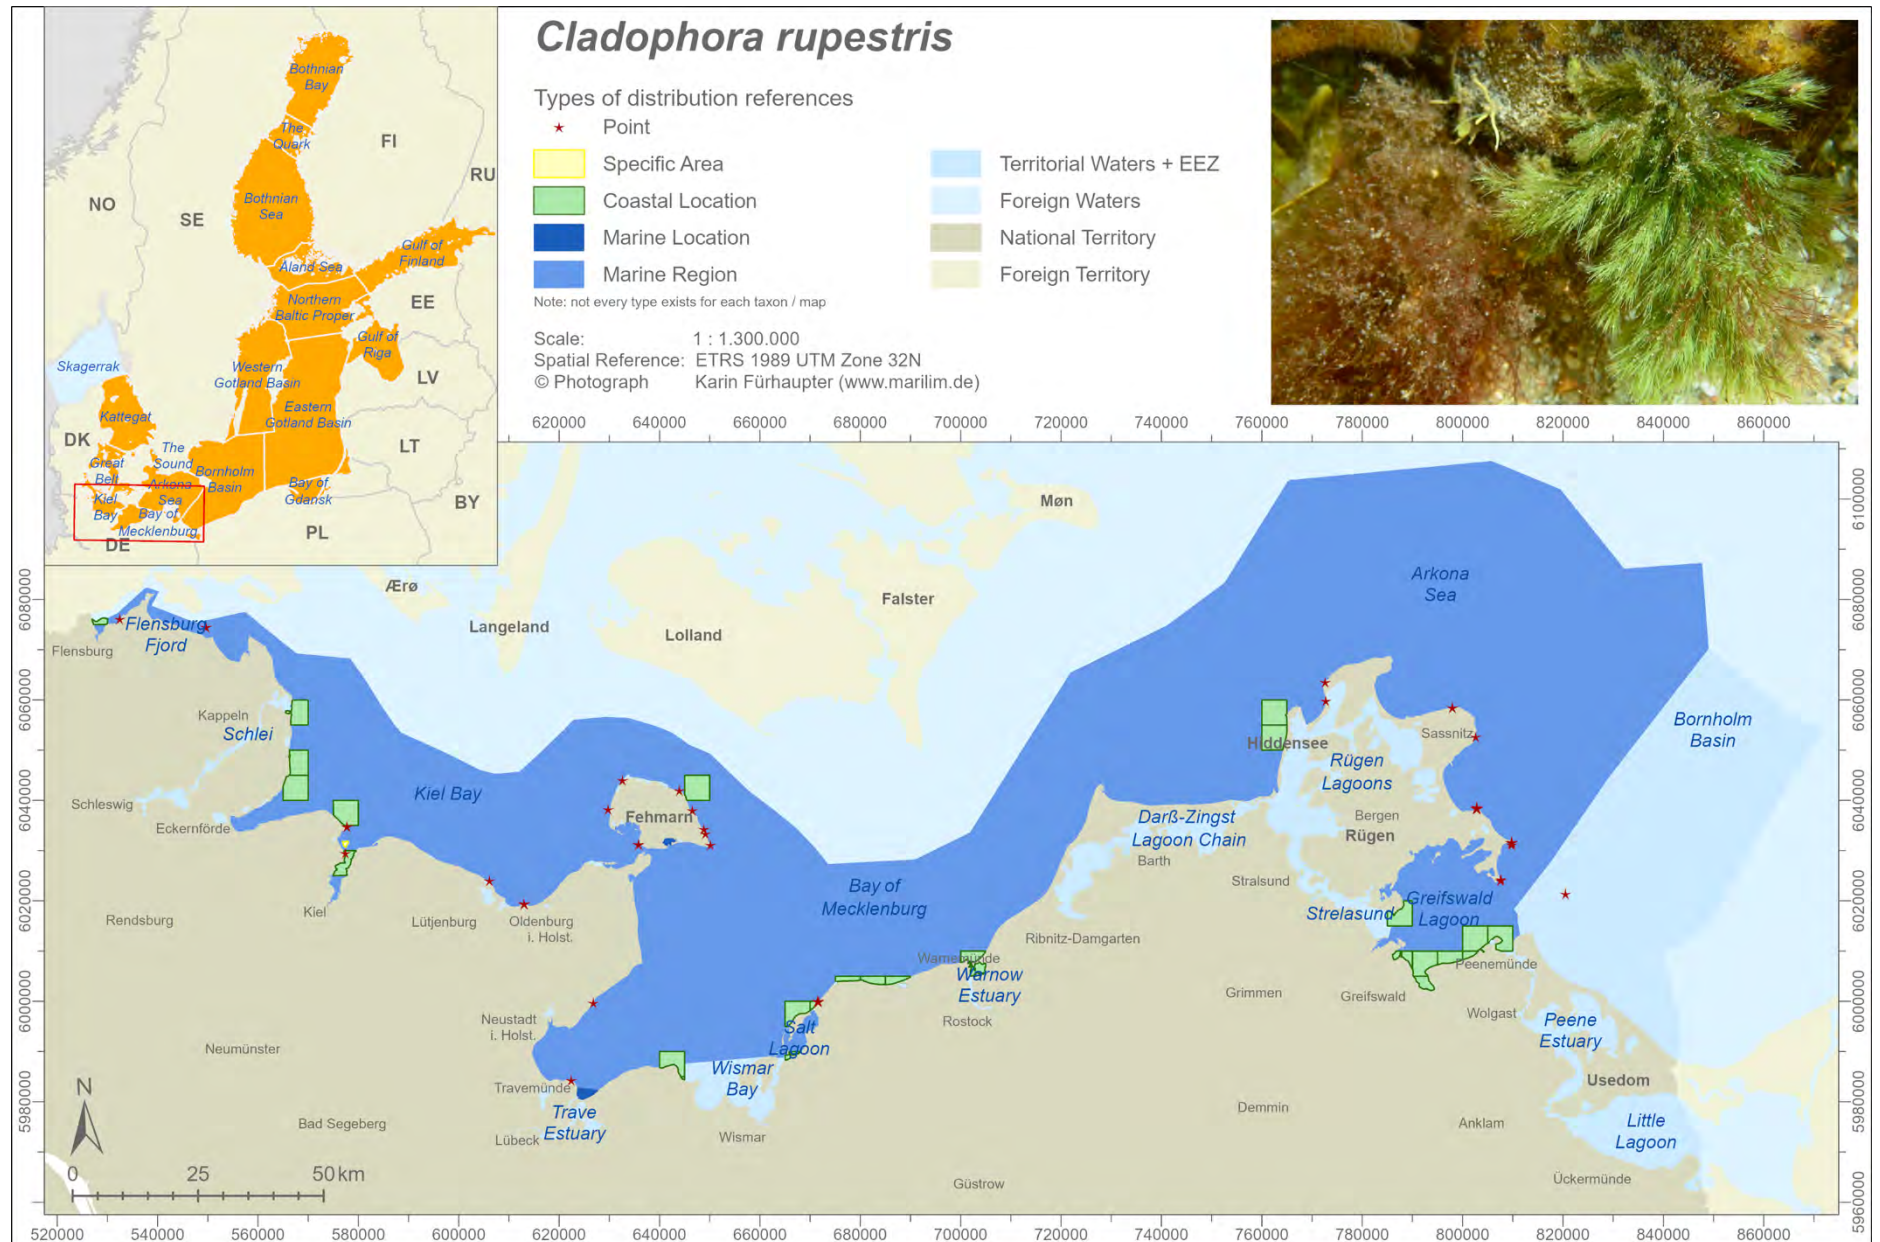 Cladophora rupestris
Types of distribution references
Point
Specific Area
Coastal Location
Marine Location
Marine Region
Territorial Waters + EEZ
Foreign Waters
National Territory
Foreign Territory
Note: not every type exists for each taxon / map
Scale: 1 : 1.300.000
Spatial Reference: ETRS 1989 UTM Zone 32N
© Photograph Karin Fürhaupter (www.marilim.de)
Bothnian
Bay
The
Quark
FI
RU
NO
SE
Bothnian
Sea
Gulf of
Finland
Åland Sea
Northern
Baltic Proper
EE
Gulf of
Riga
Skagerrak
Western
Gotland Basin
LV
Kattegat
Eastern
Gotland Basin
DK
The
Sound
LT
Great
Belt
Bornholm
Basin
Arkona
Sea
Bay of
Gdansk
Kiel
Bay
Bay of
Mecklenburg
BY
PL
DE
620000 640000 660000 680000 700000 720000 740000 760000 780000 800000 820000 840000 860000
Møn
Ærø
Langeland
Lolland
Falster
Arkona
Sea
Flensburg
Fjord
Flensburg
Kappeln
Schlei
Schleswig
Eckernförde
Kiel Bay
Fehmarn
Hiddensee
Sassnitz
Rügen
Lagoons
Bornholm
Basin
Bergen
Rügen
Darß-Zingst
Lagoon Chain
Barth
Stralsund
Strelasund
Greifswald
Lagoon
Bay of
Mecklenburg
Rendsburg
Kiel
Lütjenburg
Oldenburg
i. Holst.
Ribnitz-Damgarten
Warnemünde
Warnow
Estuary
Rostock
Peenemünde
Grimmen
Greifswald
Wolgast
Peene
Estuary
Neustadt
i. Holst.
Salt
Lagoon
Neumünster
Wismar
Bay
Travemünde
Trave
Estuary
Usedom
Bad Segeberg
Lübeck
Wismar
Demmin
Anklam
Little
Lagoon
Güstrow
Ückermünde
N
0 25 50 km
6080000
6060000
6040000
6020000
6000000
5980000
6100000
6080000
6060000
6040000
6020000
6000000
5980000
5960000
520000 540000 560000 580000 600000 620000 640000 660000 680000 700000 720000 740000 760000 780000 800000 820000 840000 860000